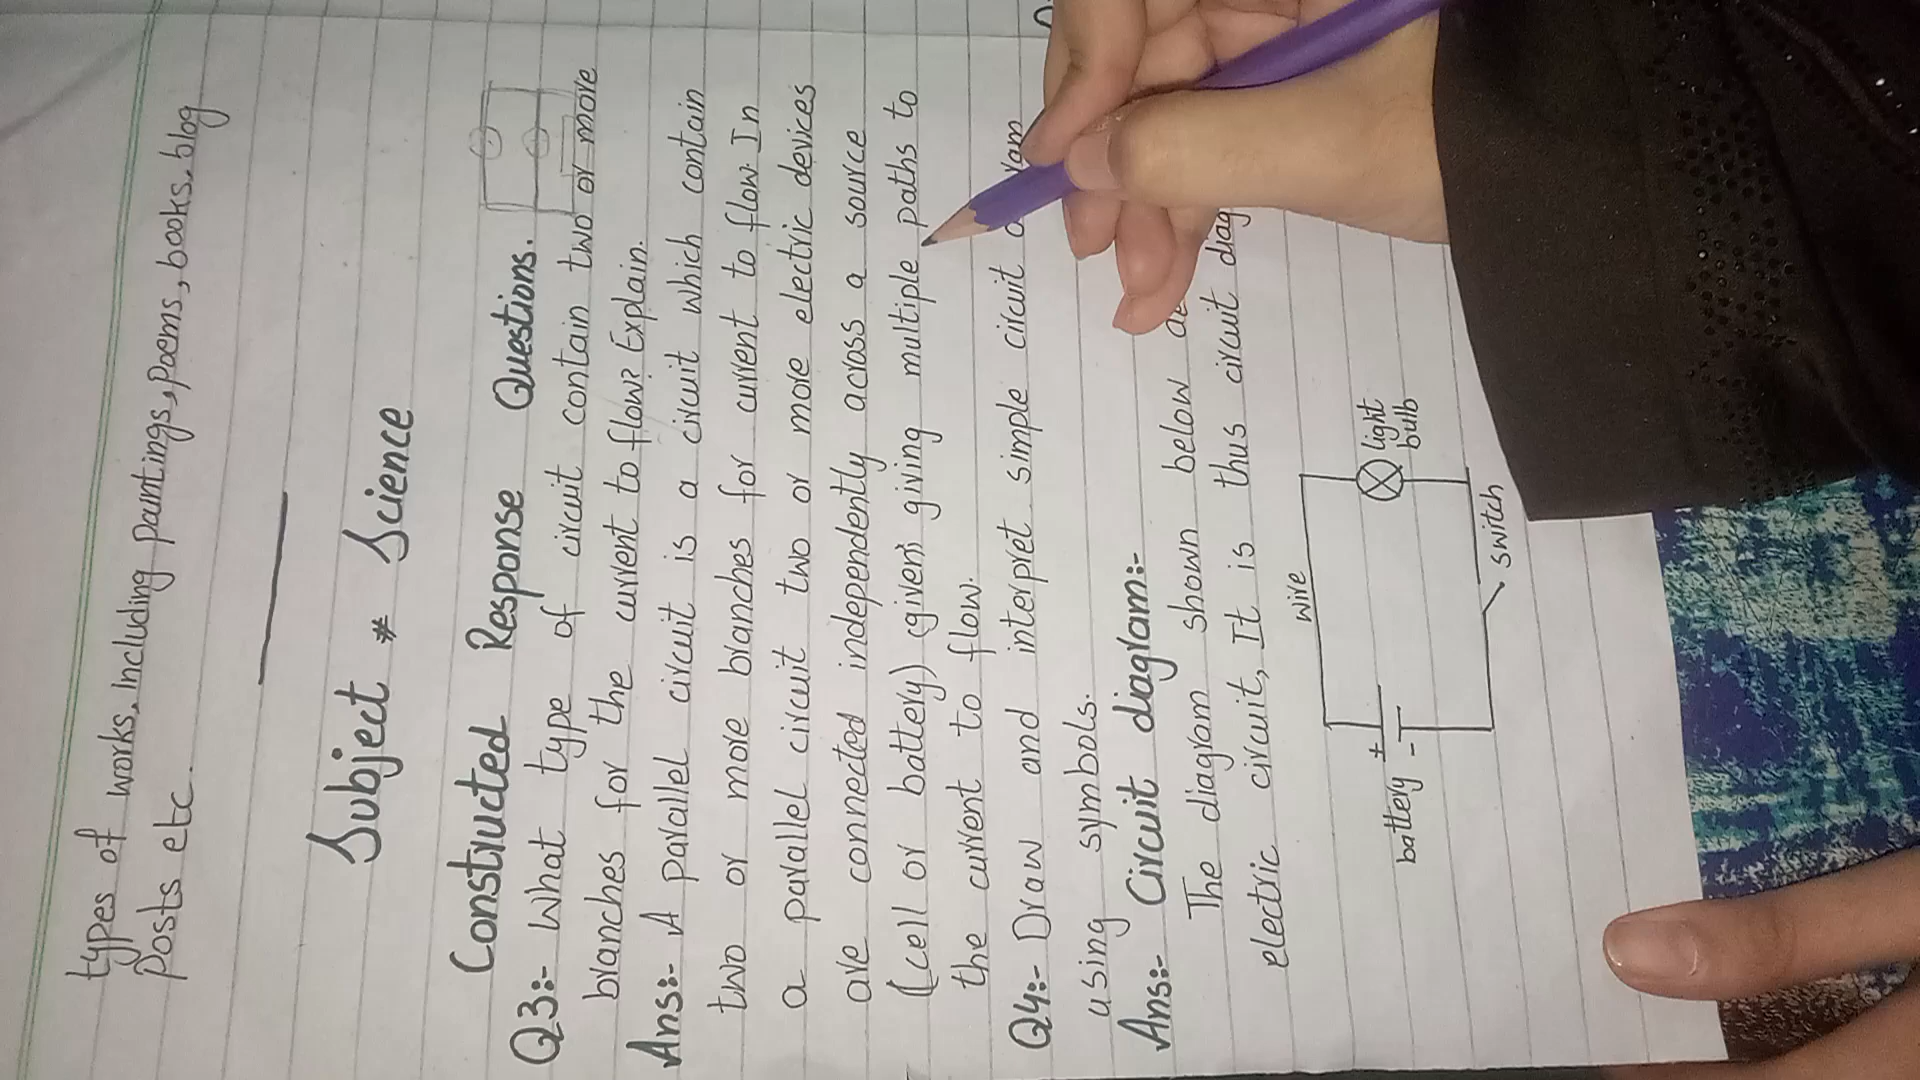 types of works, including paintings, poems, books, blog
posts etc.
Subject * Science
Constructed Response Questions.
Q3:- What type of circuit contain two or more
branches for the current to flow? Explain.
Ans:- A parallel circuit is a circuit which contain
two or more branches for current to flow. In
a parallel circuit two or more electric devices
are connected independently across a source
(cell or battery) (given) giving multiple paths to
the current to flow.
Q4:- Draw and interpret simple circuit
using symbols.
Ans:- Circuit diagram:-
The diagram shown below
electric circuit, It is thus circuit
wire
+
battery -
light
bulb
switch